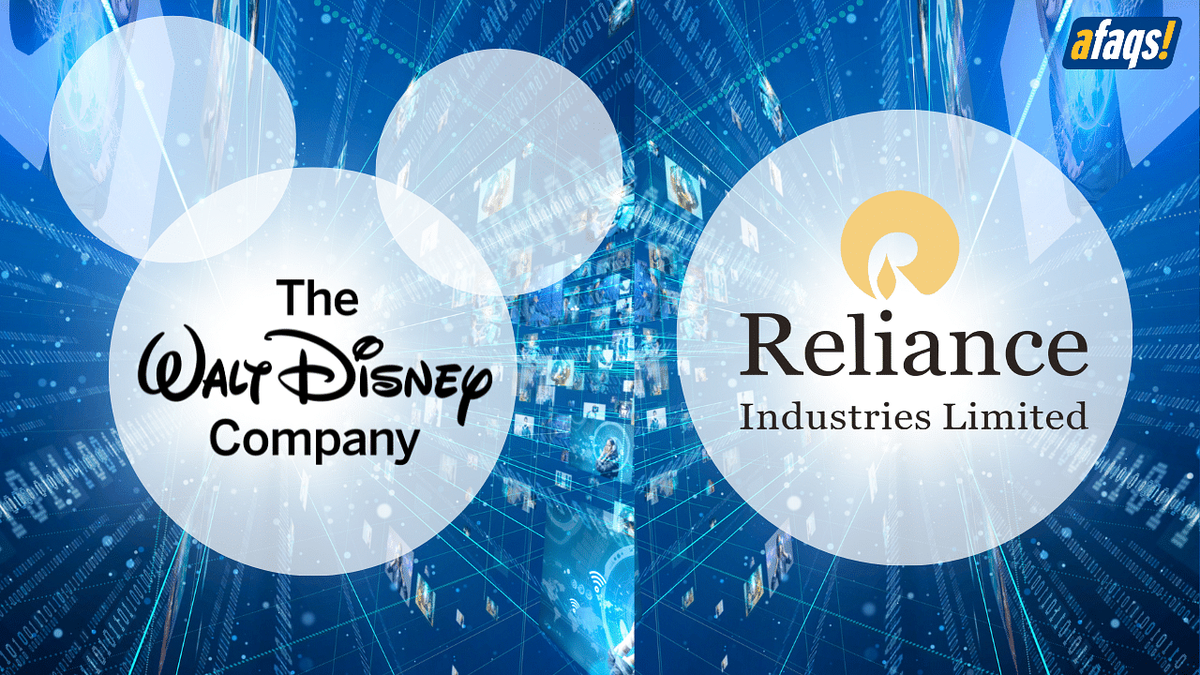 afaqs!
The
WALT DISNEY
Company
Reliance
Industries Limited